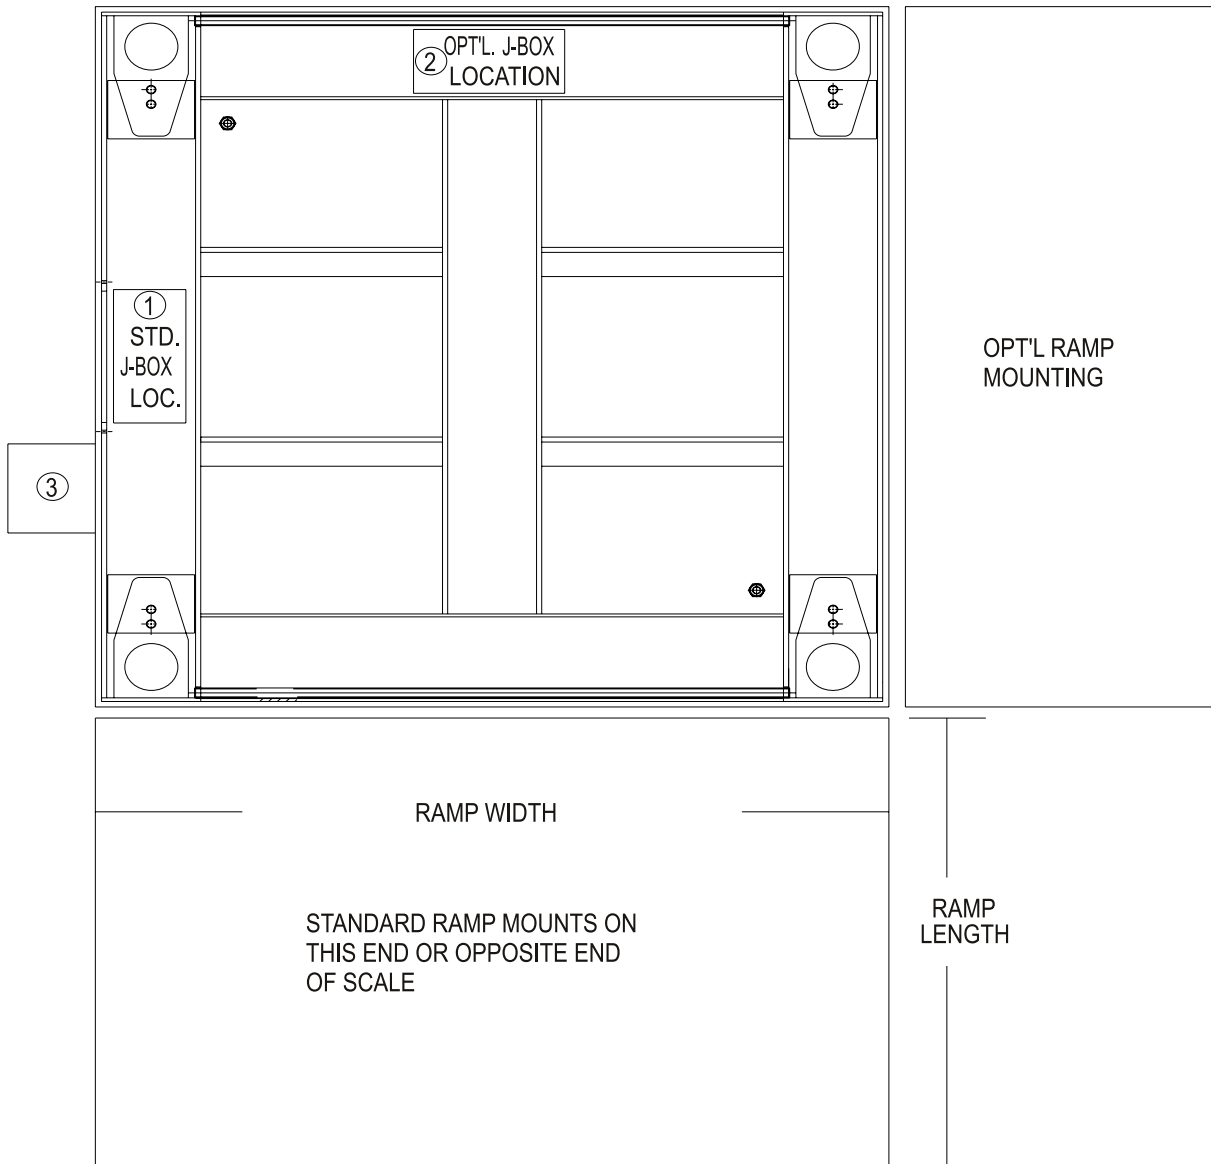 2
OPT'L. J-BOX
LOCATION
1
STD.
J-BOX
LOC.
3
OPT'L RAMP
MOUNTING
RAMP WIDTH
STANDARD RAMP MOUNTS ON
THIS END OR OPPOSITE END
OF SCALE
RAMP
LENGTH